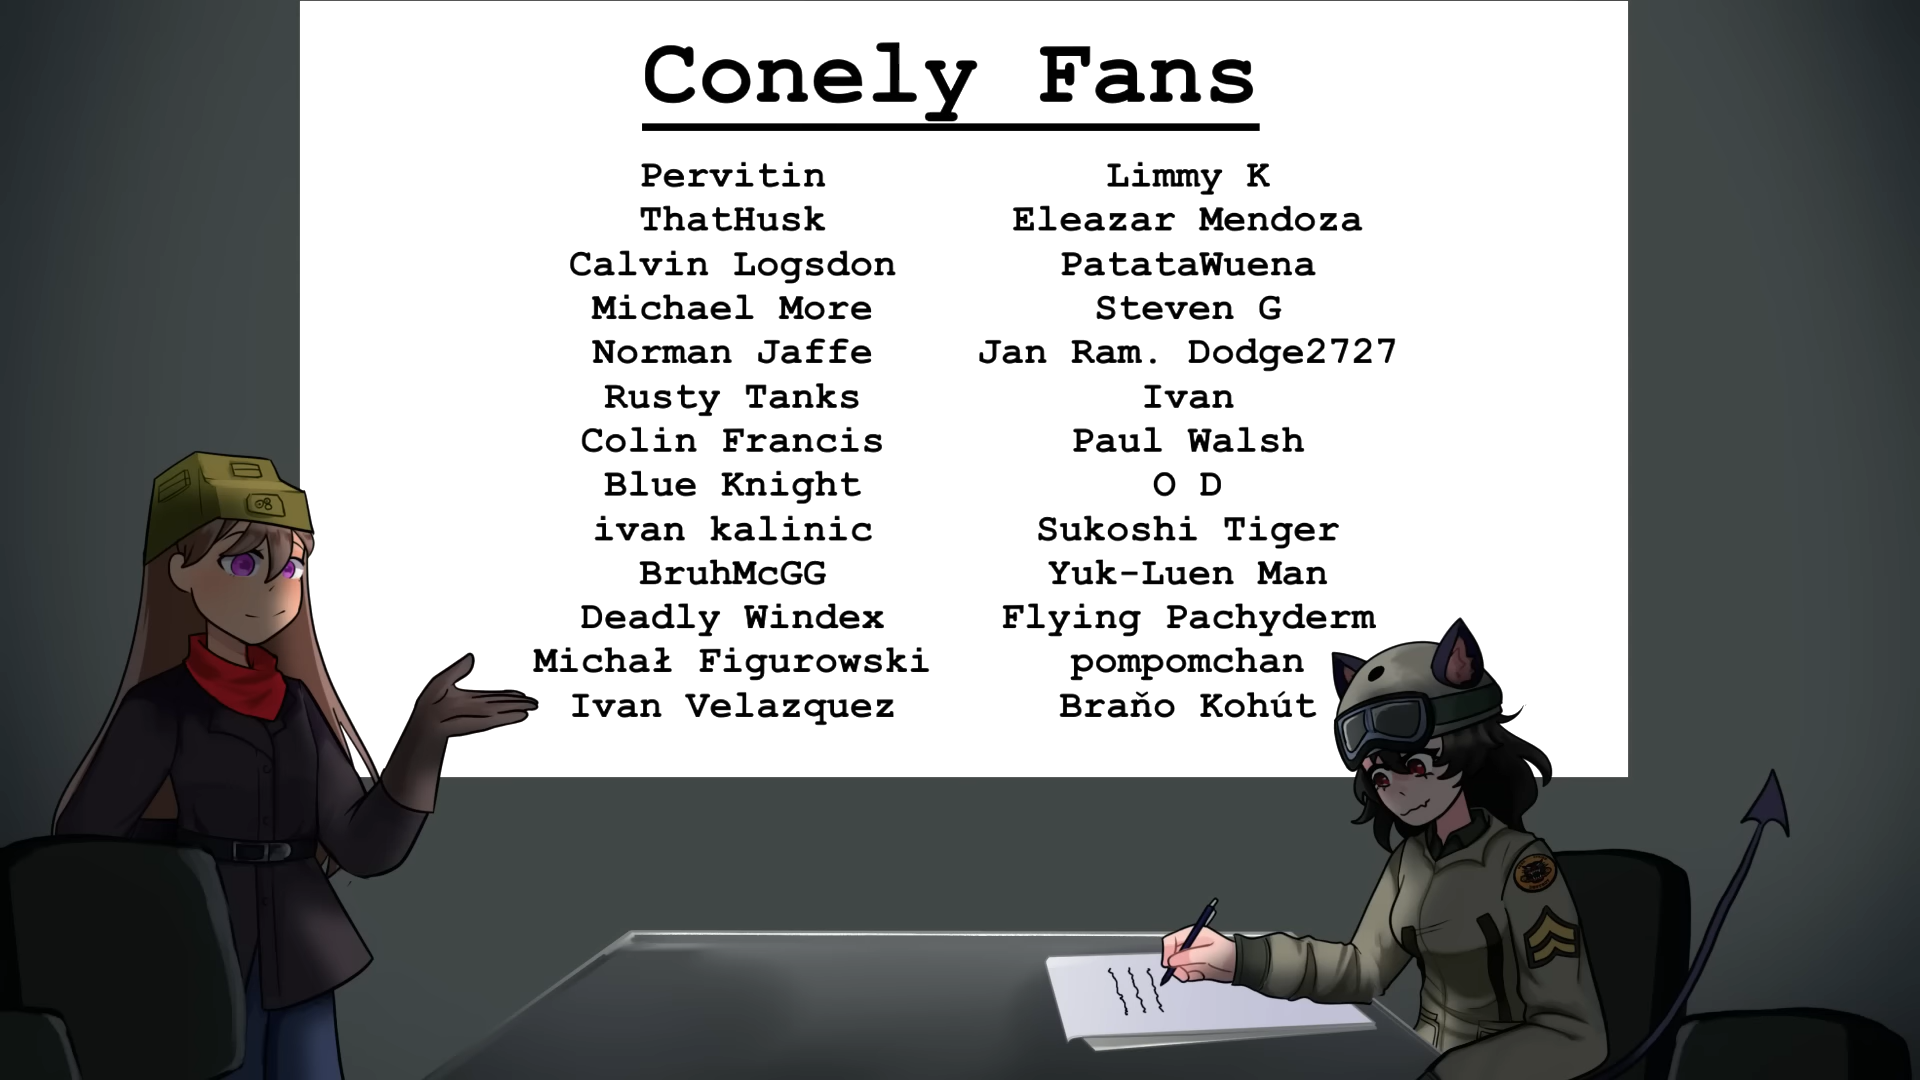 Conely Fans
Pervitin
ThatHusk
Calvin Logsdon
Michael More
Norman Jaffe
Rusty Tanks
Colin Francis
Blue Knight
ivan kalinic
BruhMcGG
Deadly Windex
Michał Figurowski
Ivan Velazquez
Limmy K
Eleazar Mendoza
PatataWuena
Steven G
Jan Ram. Dodge2727
Ivan
Paul Walsh
O D
Sukoshi Tiger
Yuk-Luen Man
Flying Pachyderm
pompomchan
Braňo Kohút